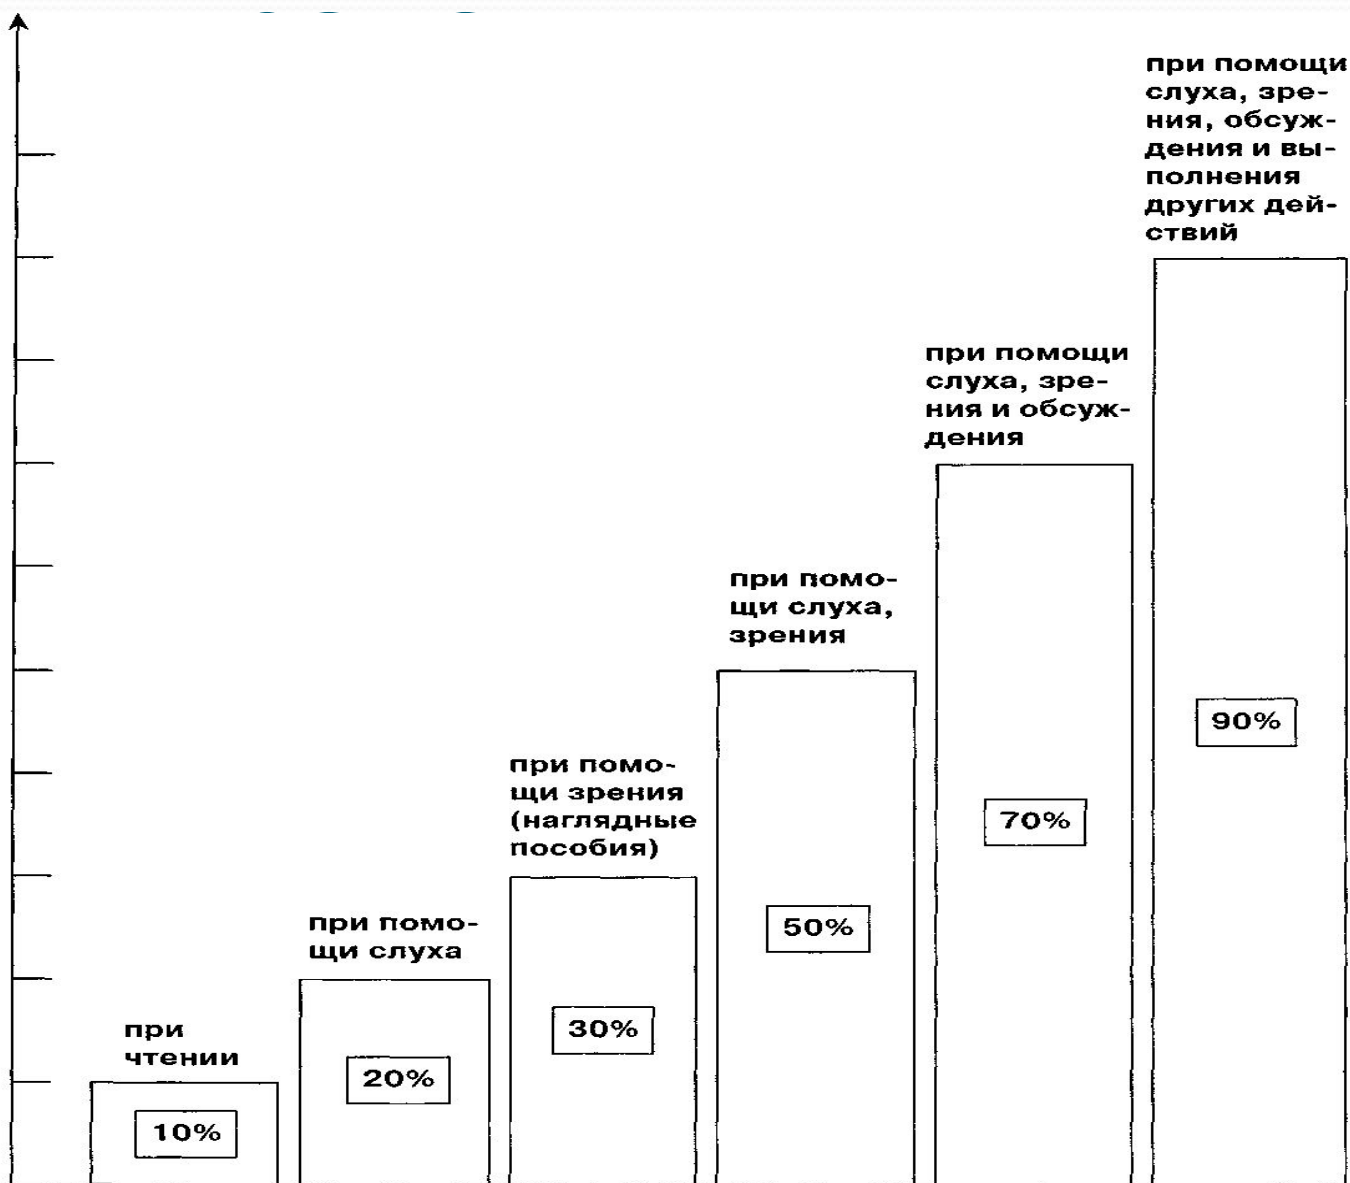 при
чтении
10%
при помо-
щи слуха
20%
при помо-
щи зрения
(наглядные
пособия)
30%
при помо-
щи слуха,
зрения
50%
при помощи
слуха, зре-
ния и обсуж-
дения
70%
при помощи
слуха, зре-
ния, обсуж-
дения и вы-
полнения
других дей-
ствий
90%